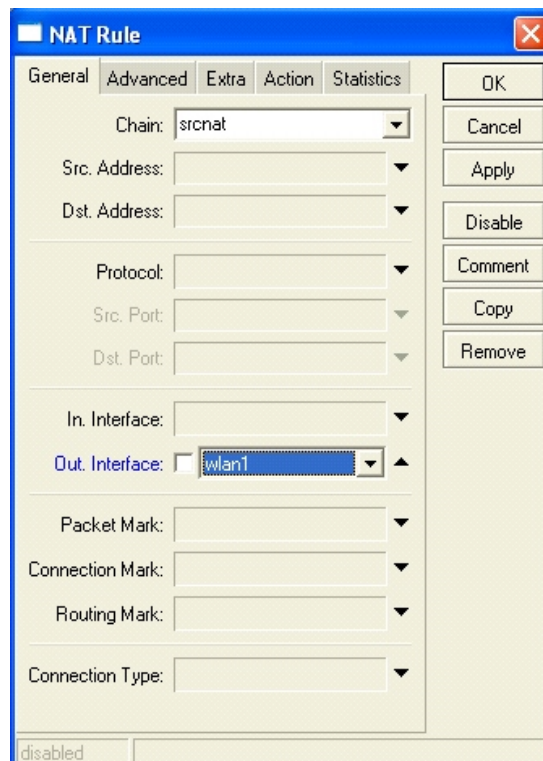 NAT Rule
General Advanced Extra Action Statistics
OK
Chain: srcnat
Cancel
Src. Address:
Apply
Dst. Address:
Disable
Protocol:
Comment
Src. Port:
Copy
Dst. Port:
Remove
In. Interface:
Out. Interface: wlan1
Packet Mark:
Connection Mark:
Routing Mark:
Connection Type:
disabled